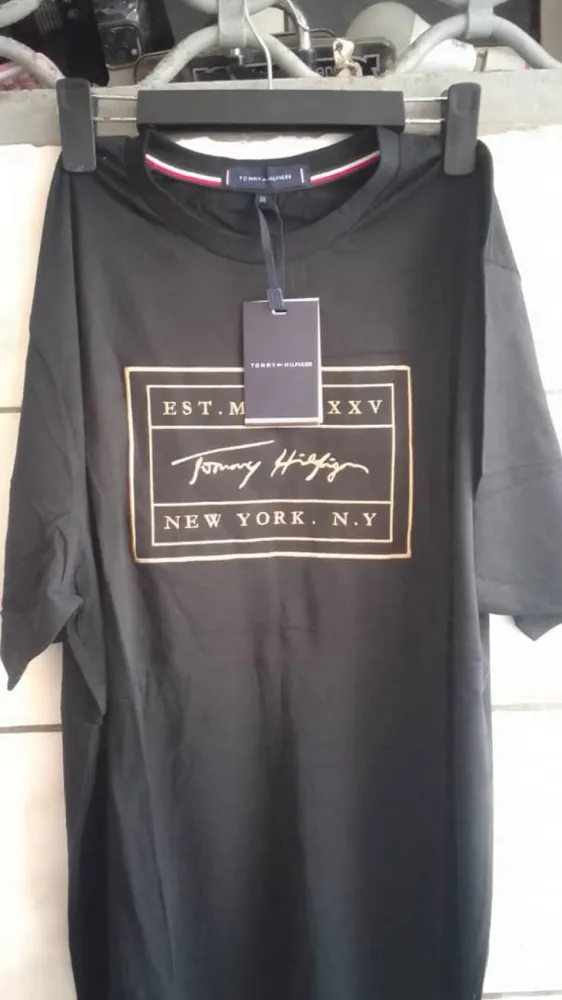 TOMMY HILFIGER
TOMMY HILFIGER
EST.M XXV
Tommy Hilfiger
NEW YORK. N.Y